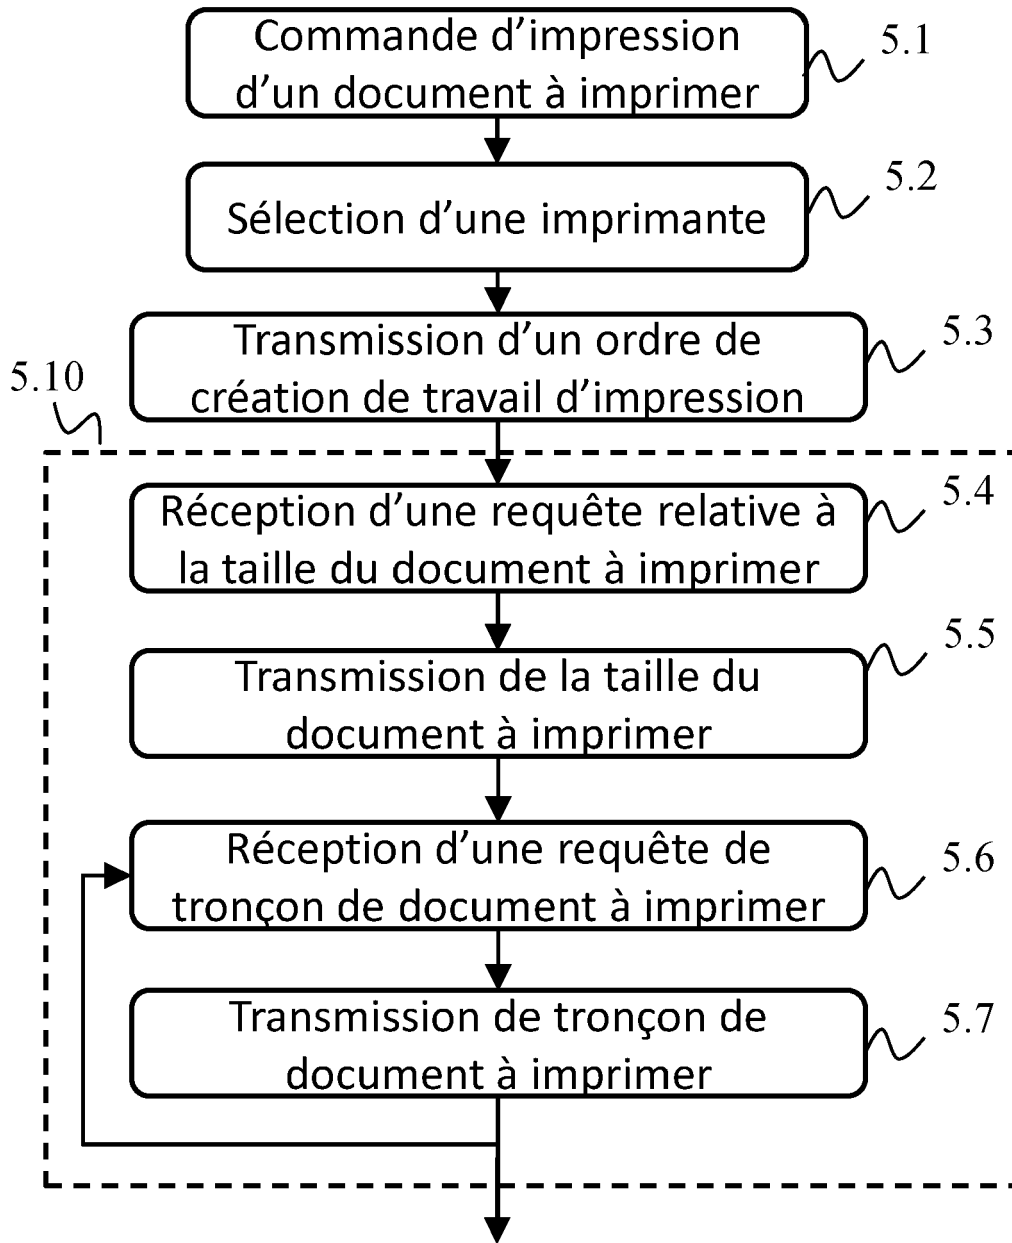 Commande d'impression
d'un document à imprimer
5.1
Sélection d'une imprimante
5.2
Transmission d'un ordre de
création de travail d'impression
5.3
5.10
Réception d'une requête relative à
la taille du document à imprimer
5.4
Transmission de la taille du
document à imprimer
5.5
Réception d'une requête de
tronçon de document à imprimer
5.6
Transmission de tronçon de
document à imprimer
5.7